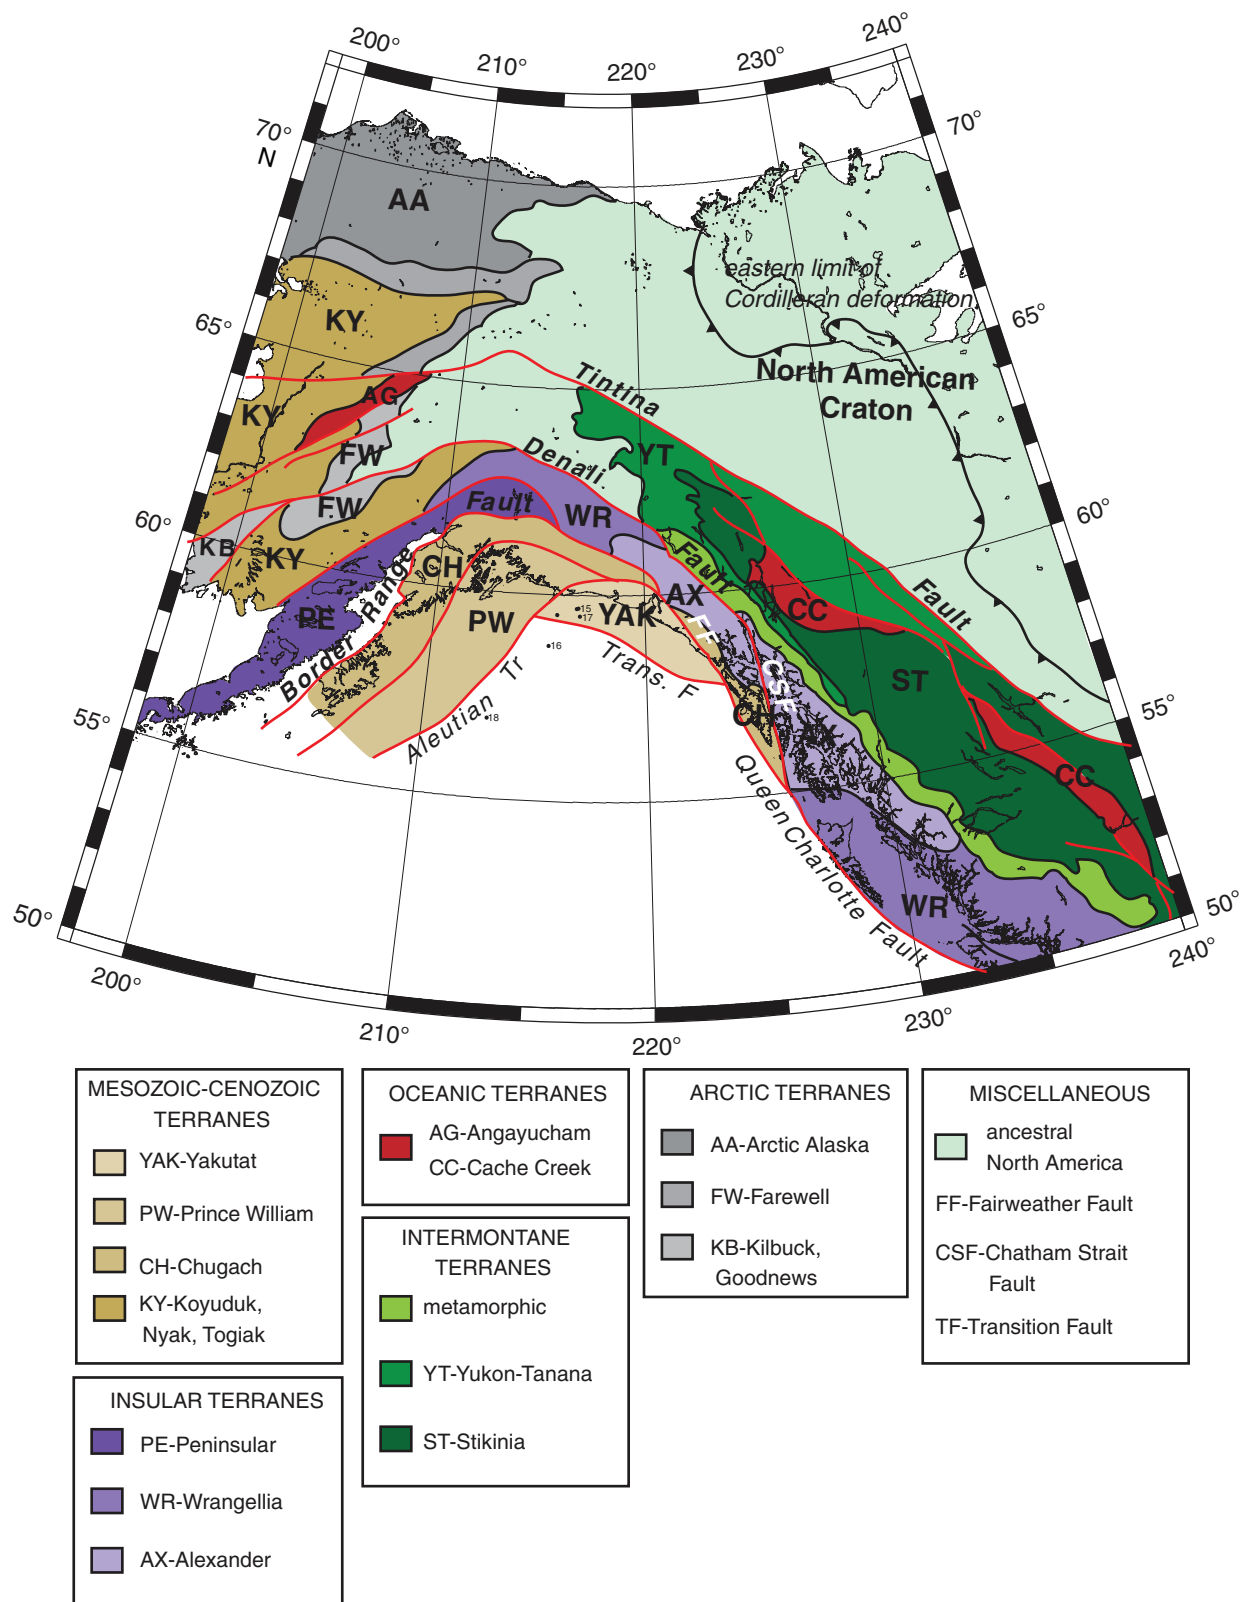 200°
210°
220°
230°
240°
70°
N
70°
AA
eastern limit of
Cordilleran deformation
65°
KY
65°
North American
Craton
Tintina
AG
KY
FW
YT
Denali
FW
Fault
WR
60°
60°
KB
KY
CH
Fault
AX
CC
Fault
PE
PW
15
17
YAK
FF
Border Range
16
Trans. F
ST
CSF
55°
55°
18
Aleutian Tr
CH
AX
CC
Queen Charlotte Fault
WR
50°
50°
200°
210°
220°
230°
240°
MESOZOIC-CENOZOIC
TERRANES
YAK-Yakutat
PW-Prince William
CH-Chugach
KY-Koyuduk,
Nyak, Togiak
INSULAR TERRANES
PE-Peninsular
WR-Wrangellia
AX-Alexander
OCEANIC TERRANES
AG-Angayucham
CC-Cache Creek
INTERMONTANE
TERRANES
metamorphic
YT-Yukon-Tanana
ST-Stikinia
ARCTIC TERRANES
AA-Arctic Alaska
FW-Farewell
KB-Kilbuck,
Goodnews
MISCELLANEOUS
ancestral
North America
FF-Fairweather Fault
CSF-Chatham Strait
Fault
TF-Transition Fault